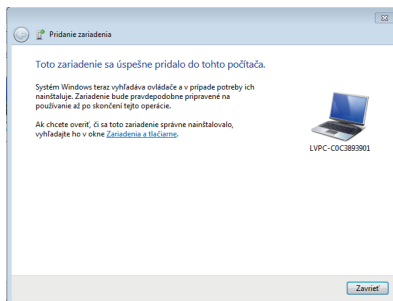 Pridanie zariadenia
Toto zariadenie sa úspešne pridalo do tohto počítača.
Systém Windows teraz vyhľadáva ovládače a v prípade potreby ich
nainštaluje. Zariadenie bude pravdepodobne pripravené na
používanie až po skončení tejto operácie.
Ak chcete overiť, či sa toto zariadenie správne nainštalovalo,
vyhľadajte ho v okne Zariadenia a tlačiarne.
LVPC-C0C3893901
Zavrieť